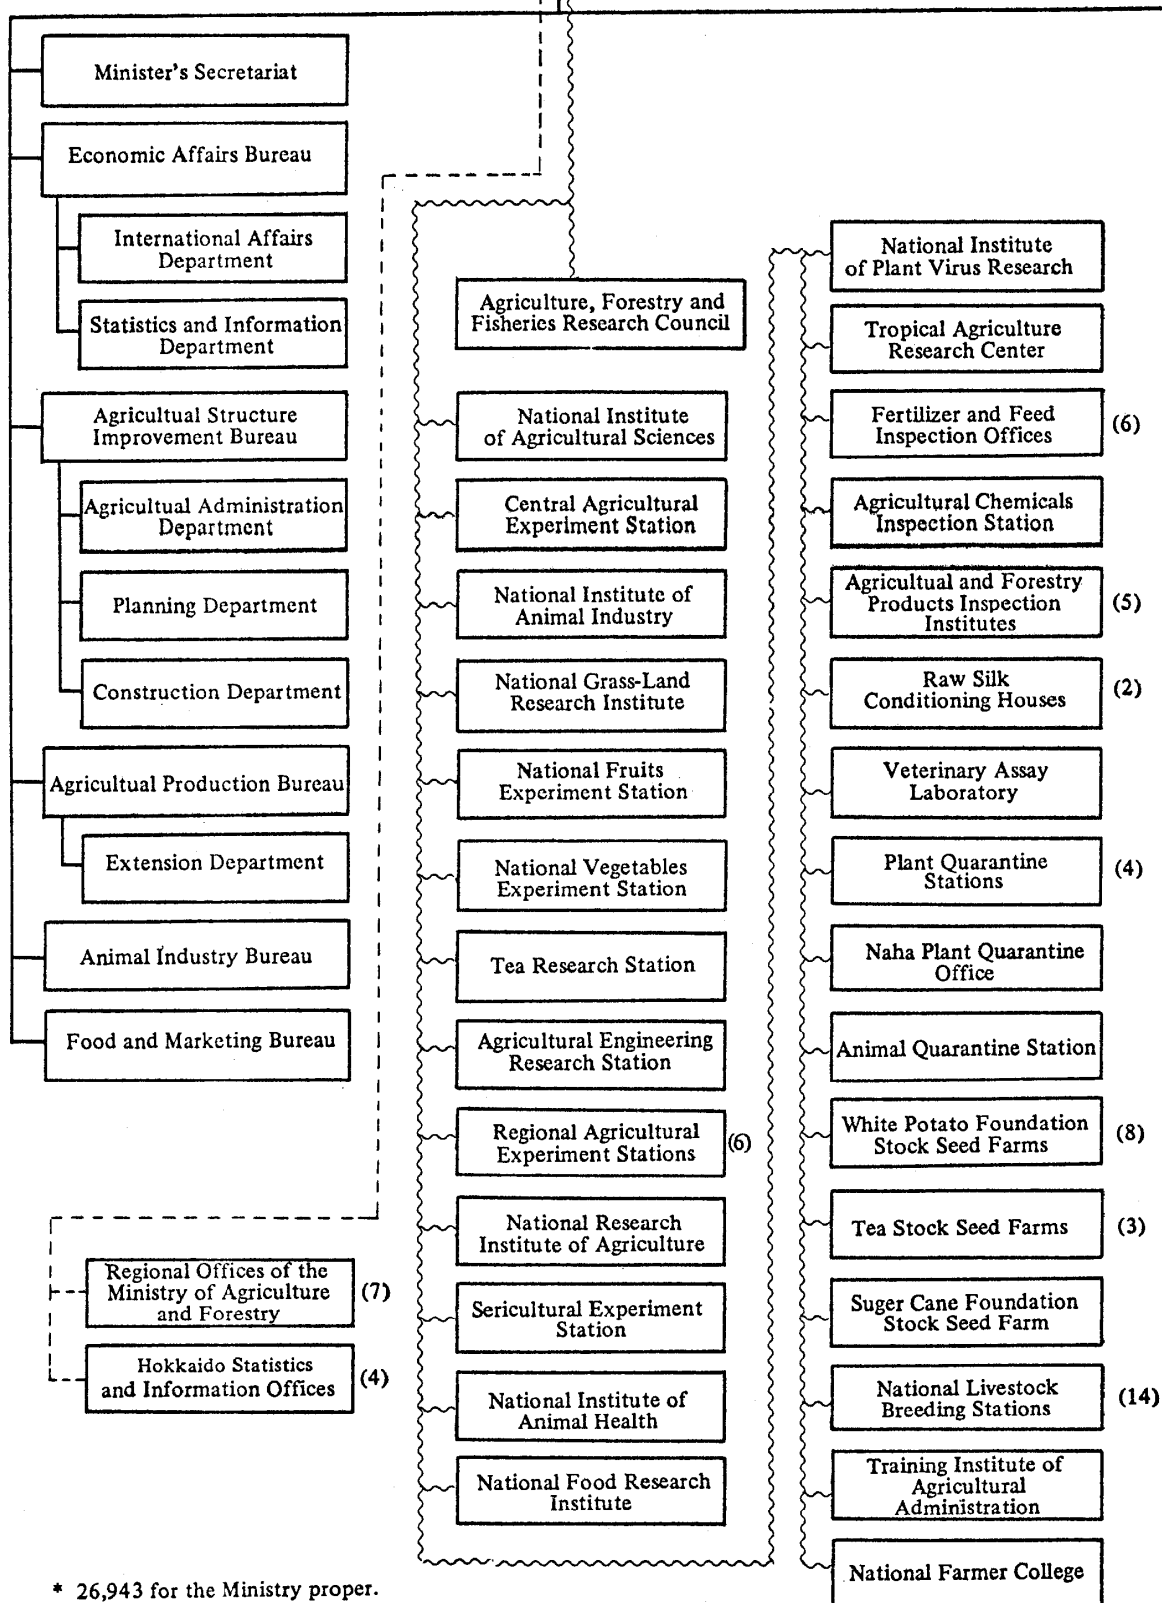 Minister's Secretariat
Economic Affairs Bureau
International Affairs
Department
Statistics and Information
Department
Agricultual Structure
Improvement Bureau
Agricultual Administration
Department
Planning Department
Construction Department
Agricultual Production Bureau
Extension Department
Animal Industry Bureau
Food and Marketing Bureau
Regional Offices of the
Ministry of Agriculture
and Forestry
(7)
Hokkaido Statistics
and Information Offices
(4)
Agriculture, Forestry and
Fisheries Research Council
National Institute
of Agricultural Sciences
Central Agricultural
Experiment Station
National Institute of
Animal Industry
National Grass-Land
Research Institute
National Fruits
Experiment Station
National Vegetables
Experiment Station
Tea Research Station
Agricultural Engineering
Research Station
Regional Agricultural
Experiment Stations
(6)
National Research
Institute of Agriculture
Sericultural Experiment
Station
National Institute of
Animal Health
National Food Research
Institute
National Institute
of Plant Virus Research
Tropical Agriculture
Research Center
Fertilizer and Feed
Inspection Offices
(6)
Agricultural Chemicals
Inspection Station
Agricultual and Forestry
Products Inspection
Institutes
(5)
Raw Silk
Conditioning Houses
(2)
Veterinary Assay
Laboratory
Plant Quarantine
Stations
(4)
Naha Plant Quarantine
Office
Animal Quarantine Station
White Potato Foundation
Stock Seed Farms
(8)
Tea Stock Seed Farms
(3)
Suger Cane Foundation
Stock Seed Farm
National Livestock
Breeding Stations
(14)
Training Institute of
Agricultural
Administration
National Farmer College
* 26,943 for the Ministry proper.